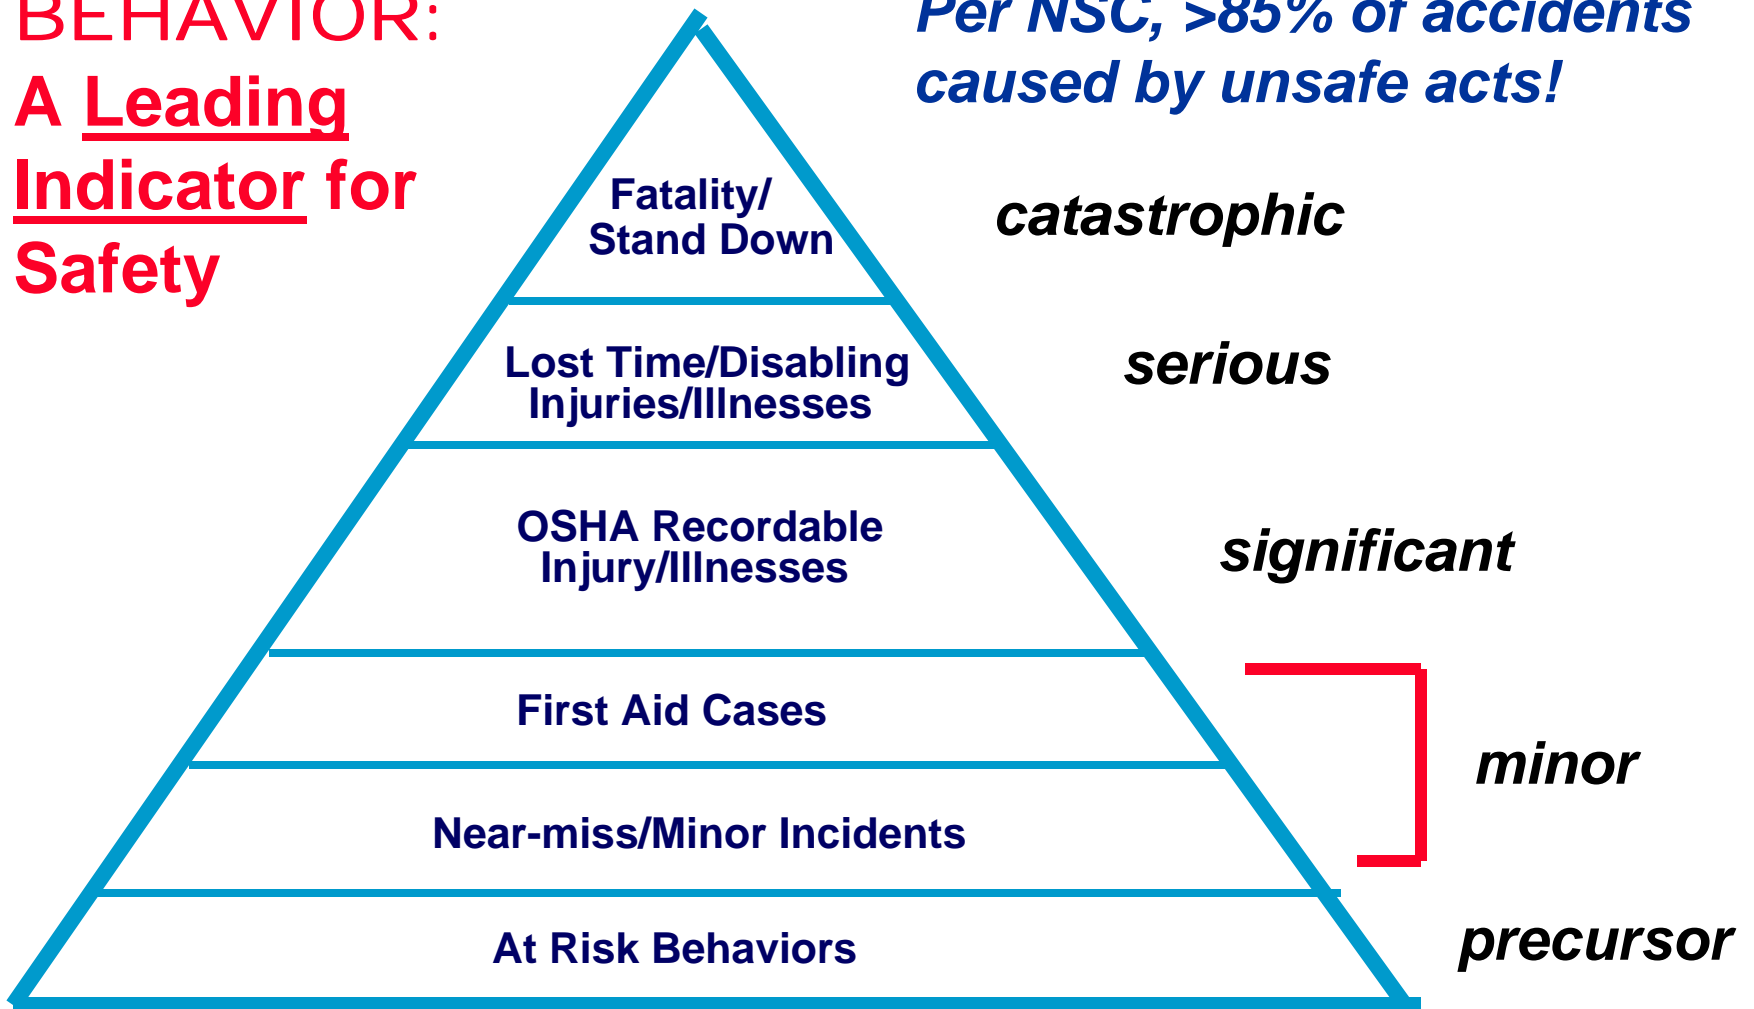 BEHAVIOR:
A Leading
Indicator for
Safety
Per NSC, >85% of accidents
caused by unsafe acts!
Fatality/
Stand Down
catastrophic
Lost Time/Disabling
Injuries/Illnesses
serious
OSHA Recordable
Injury/Illnesses
significant
First Aid Cases
minor
Near-miss/Minor Incidents
At Risk Behaviors
precursor